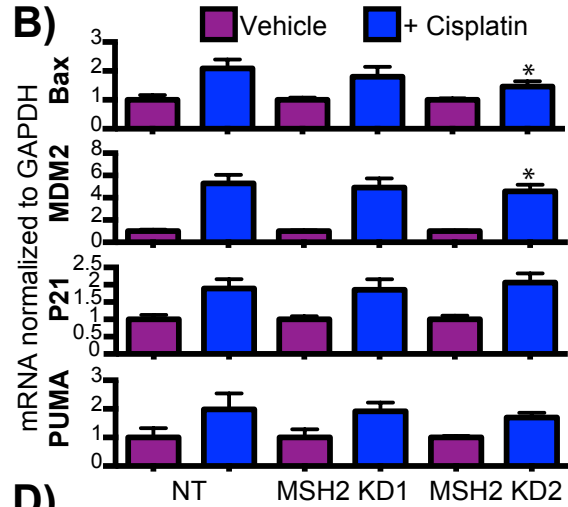 B)
Vehicle
+ Cisplatin
mRNA normalized to GAPDH
Bax
3
2
1
0
*
MDM2
8
6
4
2
0
*
P21
2.5
2
1.5
1
0.5
0
PUMA
3
2
1
0
NT
MSH2 KD1
MSH2 KD2
D)